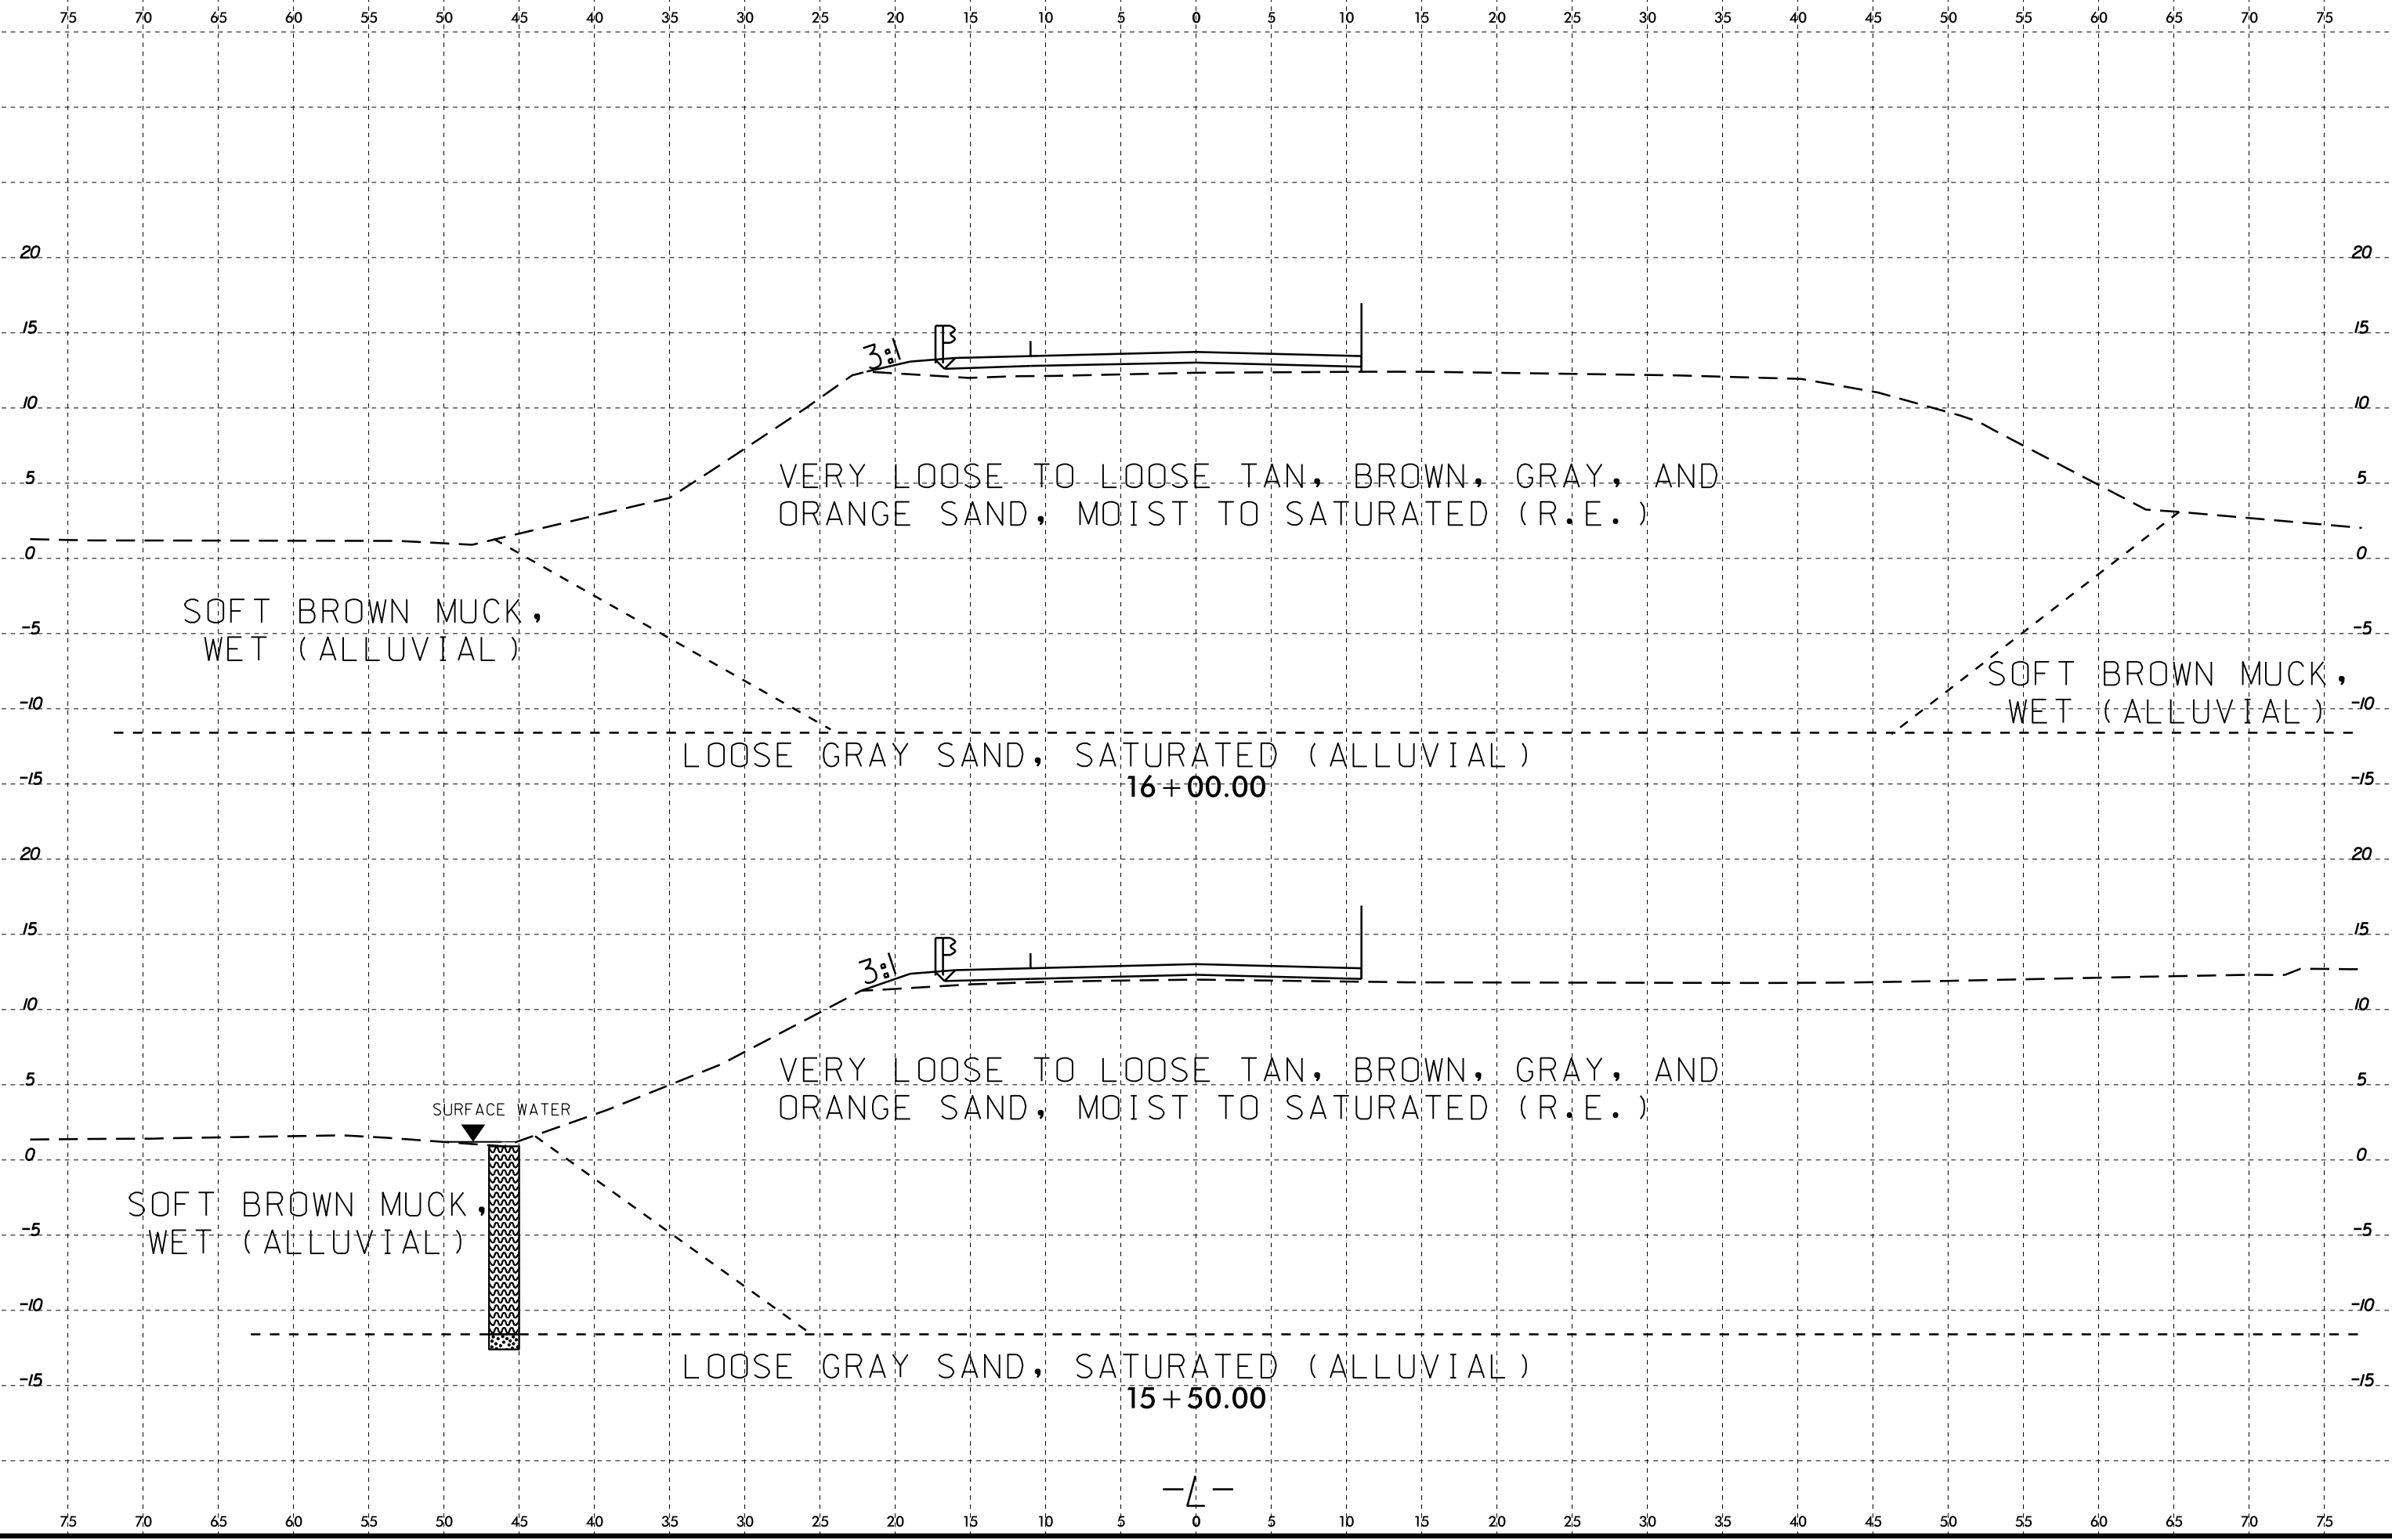 75 70 65 60 55 50 45 40 35 30 25 20 15 10 5 0 5 10 15 20 25 30 35 40 45 50 55 60 65 70 75
20 20
15 15
3:1
10 10
5 5
VERY LOOSE TO LOOSE TAN, BROWN, GRAY, AND
ORANGE SAND, MOIST TO SATURATED (R.E.)
0 0
SOFT BROWN MUCK,
WET (ALLUVIAL)
-5 -5
SOFT BROWN MUCK,
WET (ALLUVIAL)
-10 -10
LOOSE GRAY SAND, SATURATED (ALLUVIAL)
-15 -15
16+00.00
20 20
15 15
3:1
10 10
VERY LOOSE TO LOOSE TAN, BROWN, GRAY, AND
ORANGE SAND, MOIST TO SATURATED (R.E.)
5 5
SURFACE WATER
0 0
SOFT BROWN MUCK,
WET (ALLUVIAL)
-5 -5
-10 -10
LOOSE GRAY SAND, SATURATED (ALLUVIAL)
-15 -15
15+50.00
-L-
75 70 65 60 55 50 45 40 35 30 25 20 15 10 5 0 5 10 15 20 25 30 35 40 45 50 55 60 65 70 75